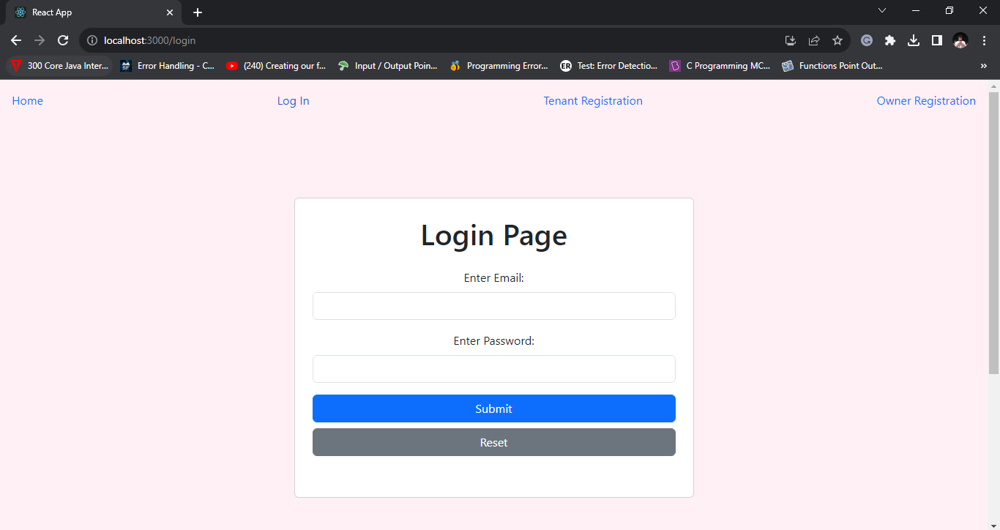 React App
localhost:3000/login
300 Core Java Inter... Error Handling - C... (240) Creating our f... Input / Output Poin... Programming Error... ER Test: Error Detectio... C Programming MC... Functions Point Out... »
Home Log In Tenant Registration Owner Registration
Login Page
Enter Email:
Enter Password:
Submit
Reset